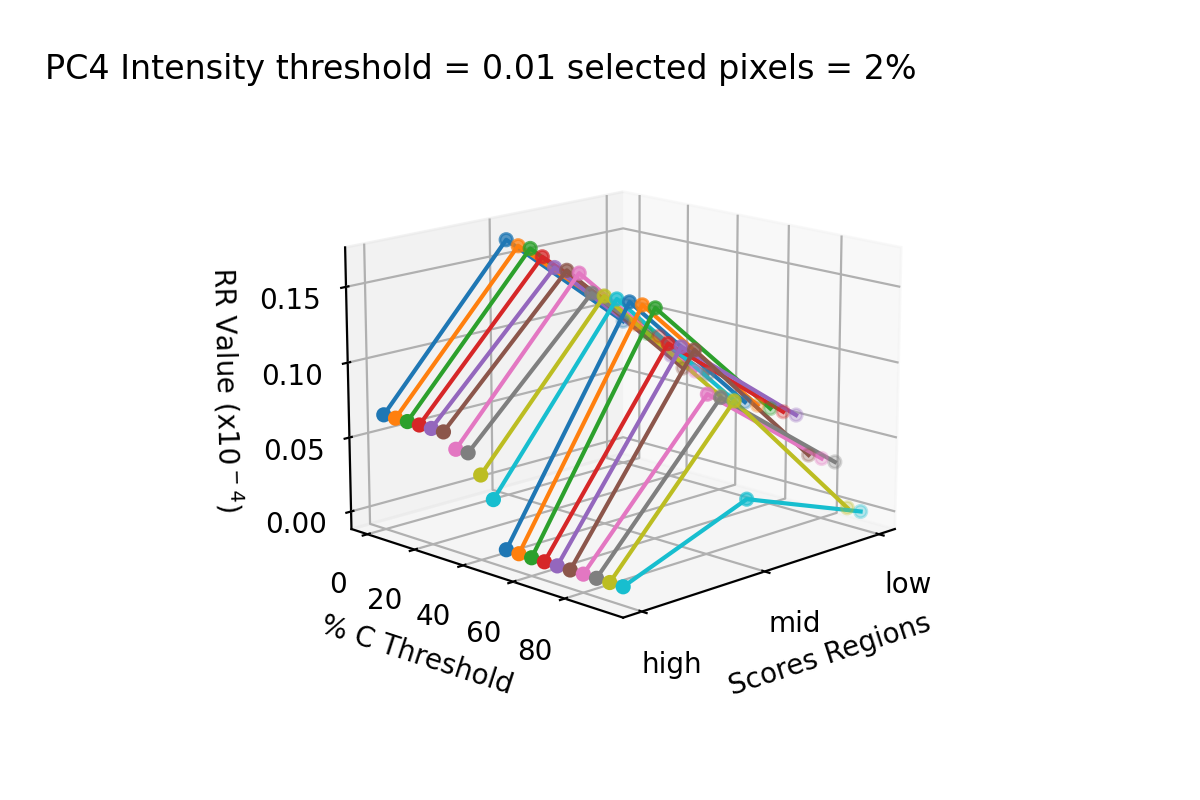 PC4 Intensity threshold = 0.01 selected pixels = 2%
RR Value (x10⁻⁴)
0.15
0.10
0.05
0.00
0
20
40
60
80
% C Threshold
high
mid
low
Scores Regions